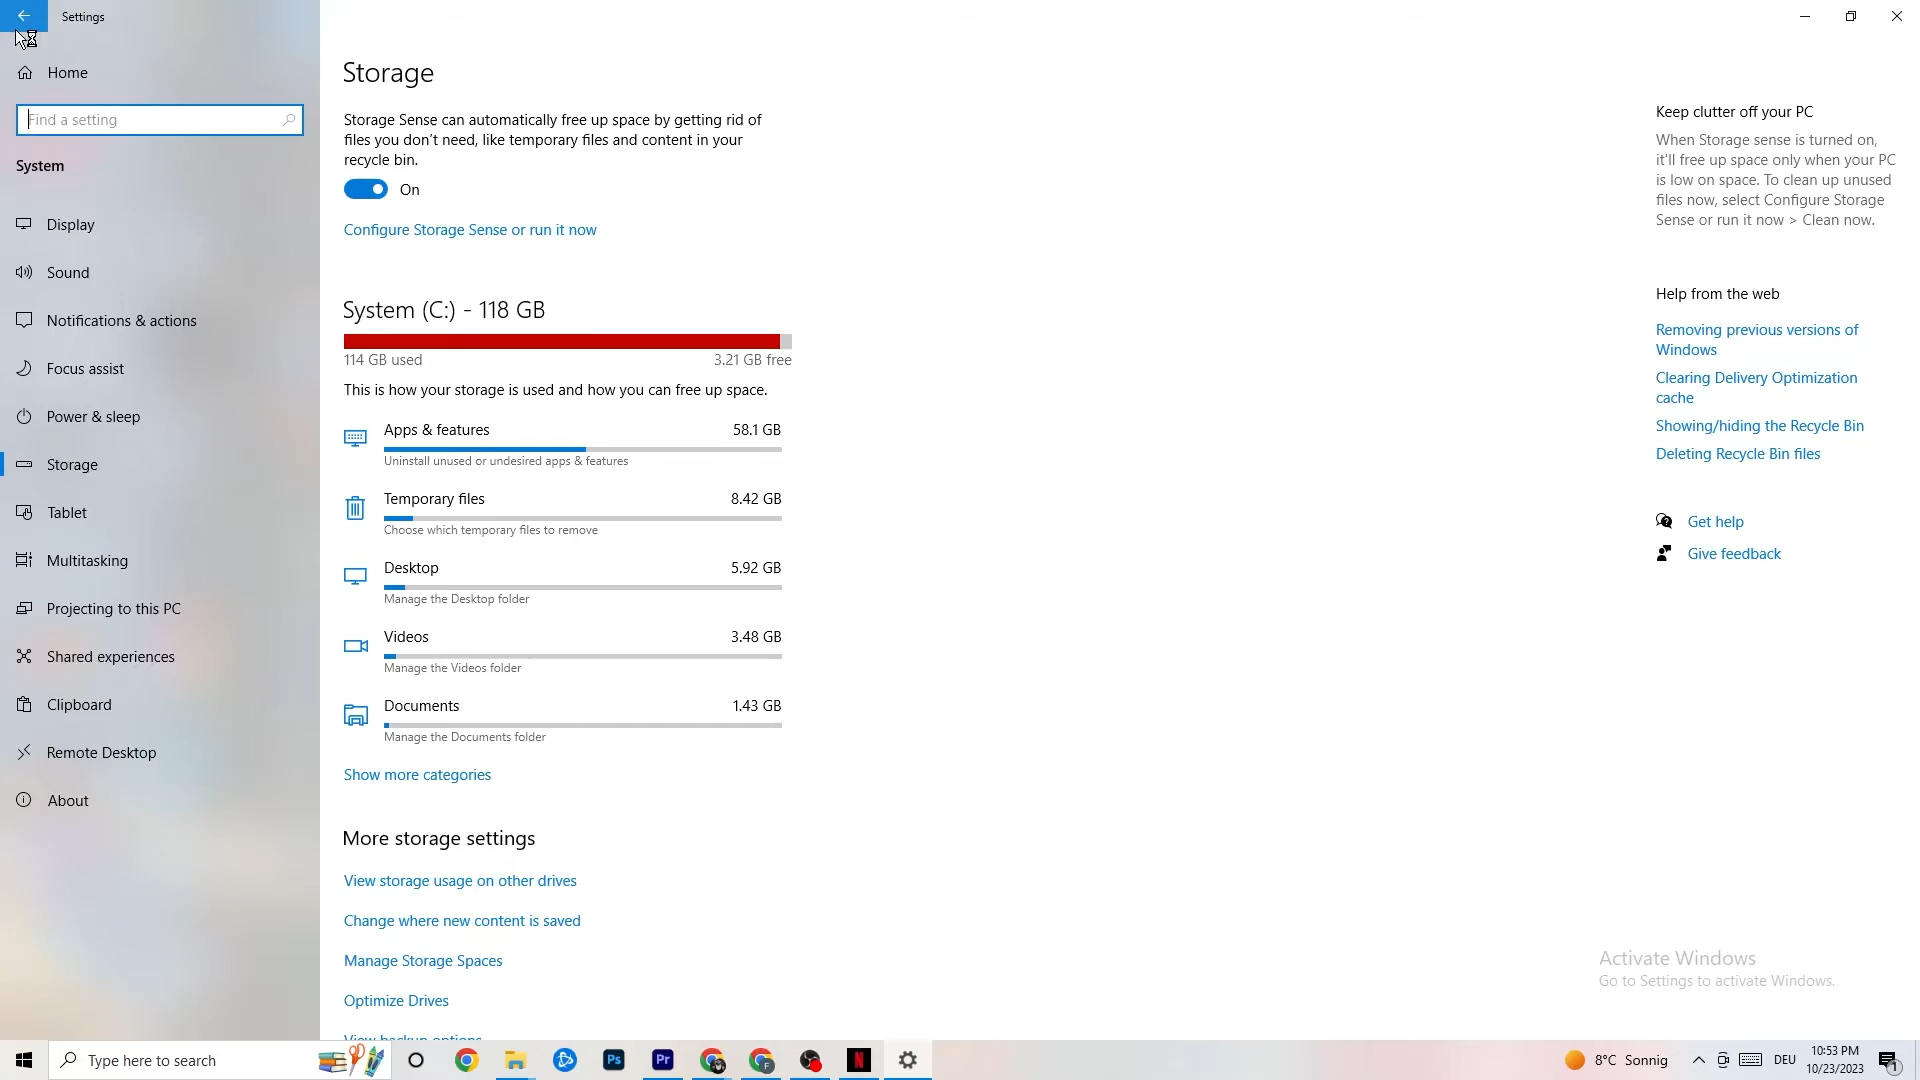 Settings
Home
Find a setting
System
Display
Sound
Notifications & actions
Focus assist
Power & sleep
Storage
Tablet
Multitasking
Projecting to this PC
Shared experiences
Clipboard
Remote Desktop
About
Storage
Storage Sense can automatically free up space by getting rid of
files you don't need, like temporary files and content in your
recycle bin.
On
Configure Storage Sense or run it now
System (C:) - 118 GB
114 GB used 3.21 GB free
This is how your storage is used and how you can free up space.
Apps & features 58.1 GB
Uninstall unused or undesired apps & features
Temporary files 8.42 GB
Choose which temporary files to remove
Desktop 5.92 GB
Manage the Desktop folder
Videos 3.48 GB
Manage the Videos folder
Documents 1.43 GB
Manage the Documents folder
Show more categories
More storage settings
View storage usage on other drives
Change where new content is saved
Manage Storage Spaces
Optimize Drives
View backup options
Keep clutter off your PC
When Storage sense is turned on,
it'll free up space only when your PC
is low on space. To clean up unused
files now, select Configure Storage
Sense or run it now > Clean now.
Help from the web
Removing previous versions of
Windows
Clearing Delivery Optimization
cache
Showing/hiding the Recycle Bin
Deleting Recycle Bin files
Get help
Give feedback
Activate Windows
Go to Settings to activate Windows.
Type here to search
Ps
Pr
F
N
8°C Sonnig
DEU
10:53 PM
10/23/2023
1